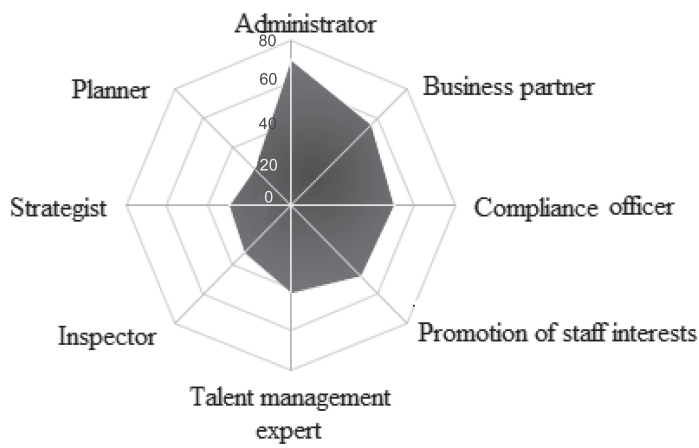 Administrator
80
Planner
60
Business partner
40
20
0
Strategist
Compliance officer
Inspector
Promotion of staff interests
Talent management
expert